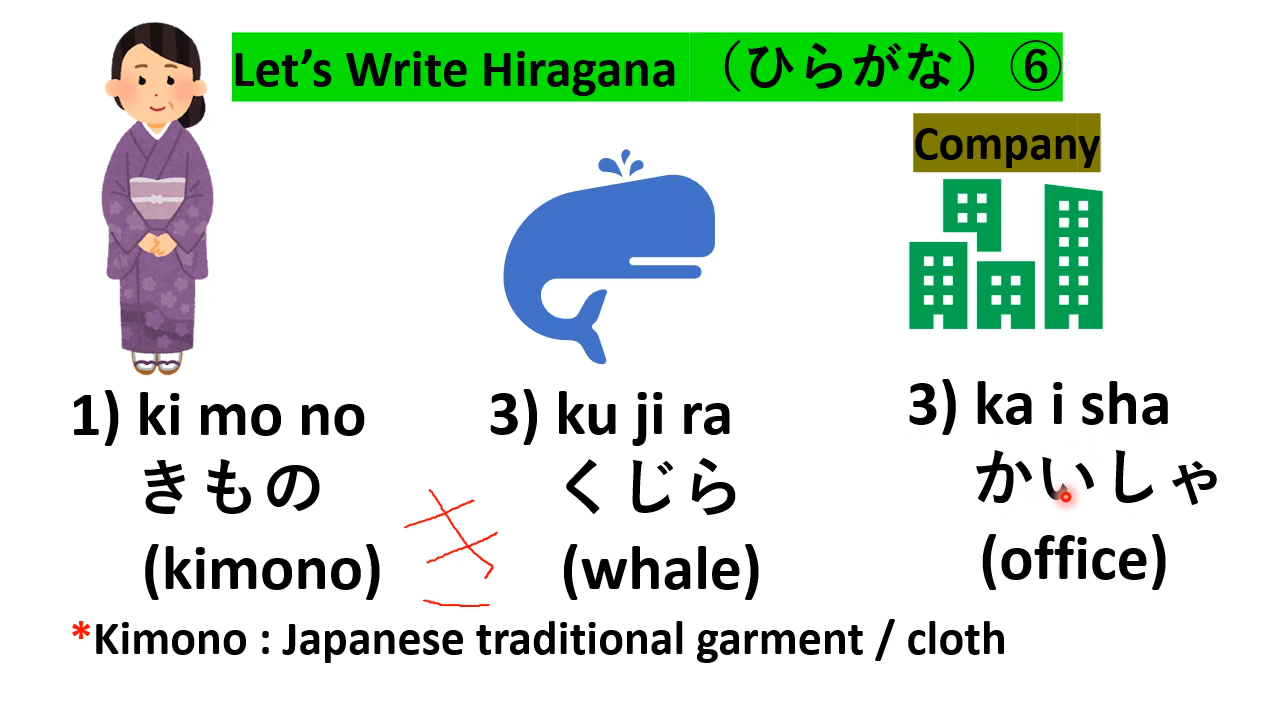 Let's Write Hiragana （ひらがな）⑥
Company
1) ki mo no
きもの
(kimono)
3) ku ji ra
くじら
(whale)
3) ka i sha
かいしゃ
(office)
き
*Kimono : Japanese traditional garment / cloth